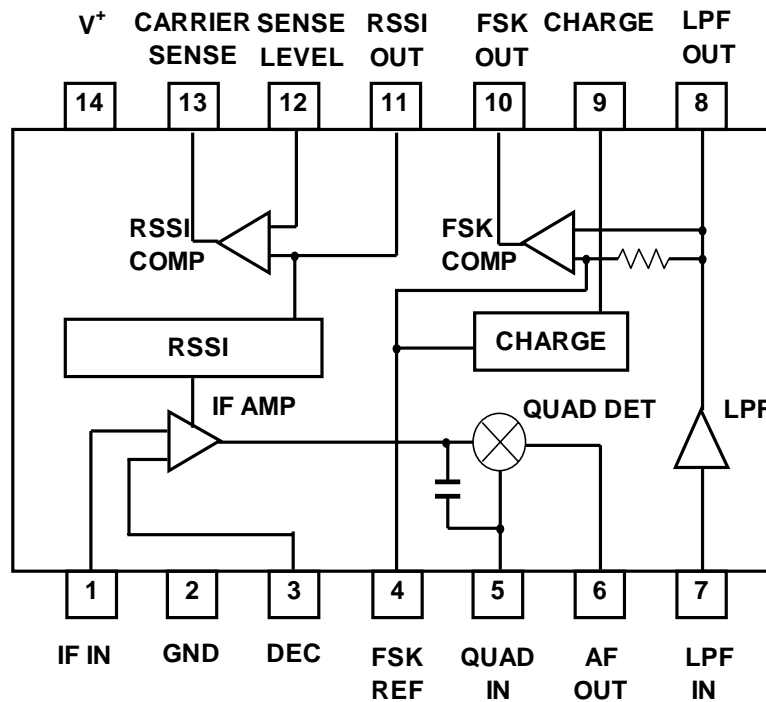 V+ CARRIER SENSE RSSI FSK CHARGE LPF
SENSE LEVEL OUT OUT OUT
14 13 12 11 10 9 8
RSSI
COMP
FSK
COMP
RSSI
CHARGE
IF AMP
QUAD DET
LPF
1 2 3 4 5 6 7
IF IN GND DEC FSK QUAD AF LPF
REF IN OUT IN